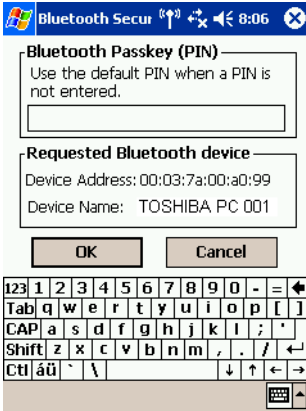 Bluetooth Secur 8:06
Bluetooth Passkey (PIN)
Use the default PIN when a PIN is
not entered.
Requested Bluetooth device
Device Address: 00:03:7a:00:a0:99
Device Name: TOSHIBA PC 001
OK Cancel
123 1 2 3 4 5 6 7 8 9 0 - =
Tab q w e r t y u i o p [ ]
CAP a s d f g h j k l ; '
Shift z x c v b n m , . /
Ctl áü ` \